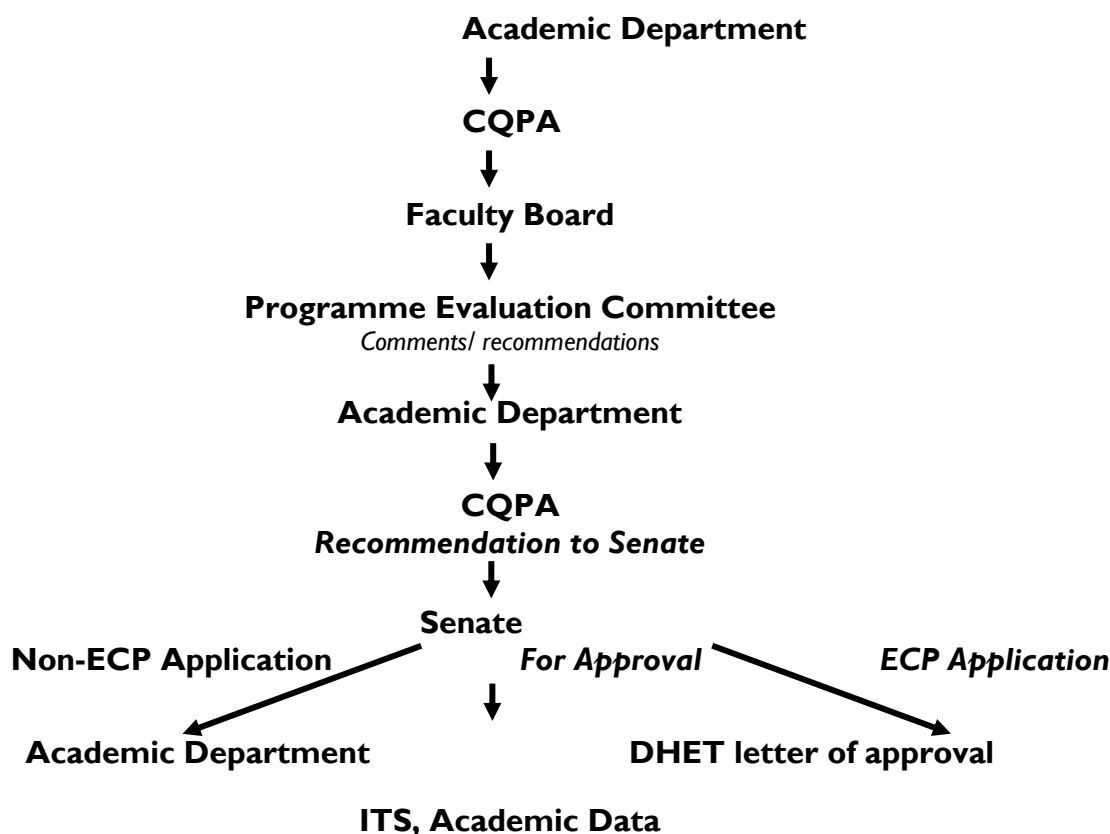 Academic Department
CQPA
Faculty Board
Programme Evaluation Committee
Comments/ recommendations
Academic Department
CQPA
Recommendation to Senate
Senate
Non-ECP Application For Approval ECP Application
Academic Department DHET letter of approval
ITS, Academic Data